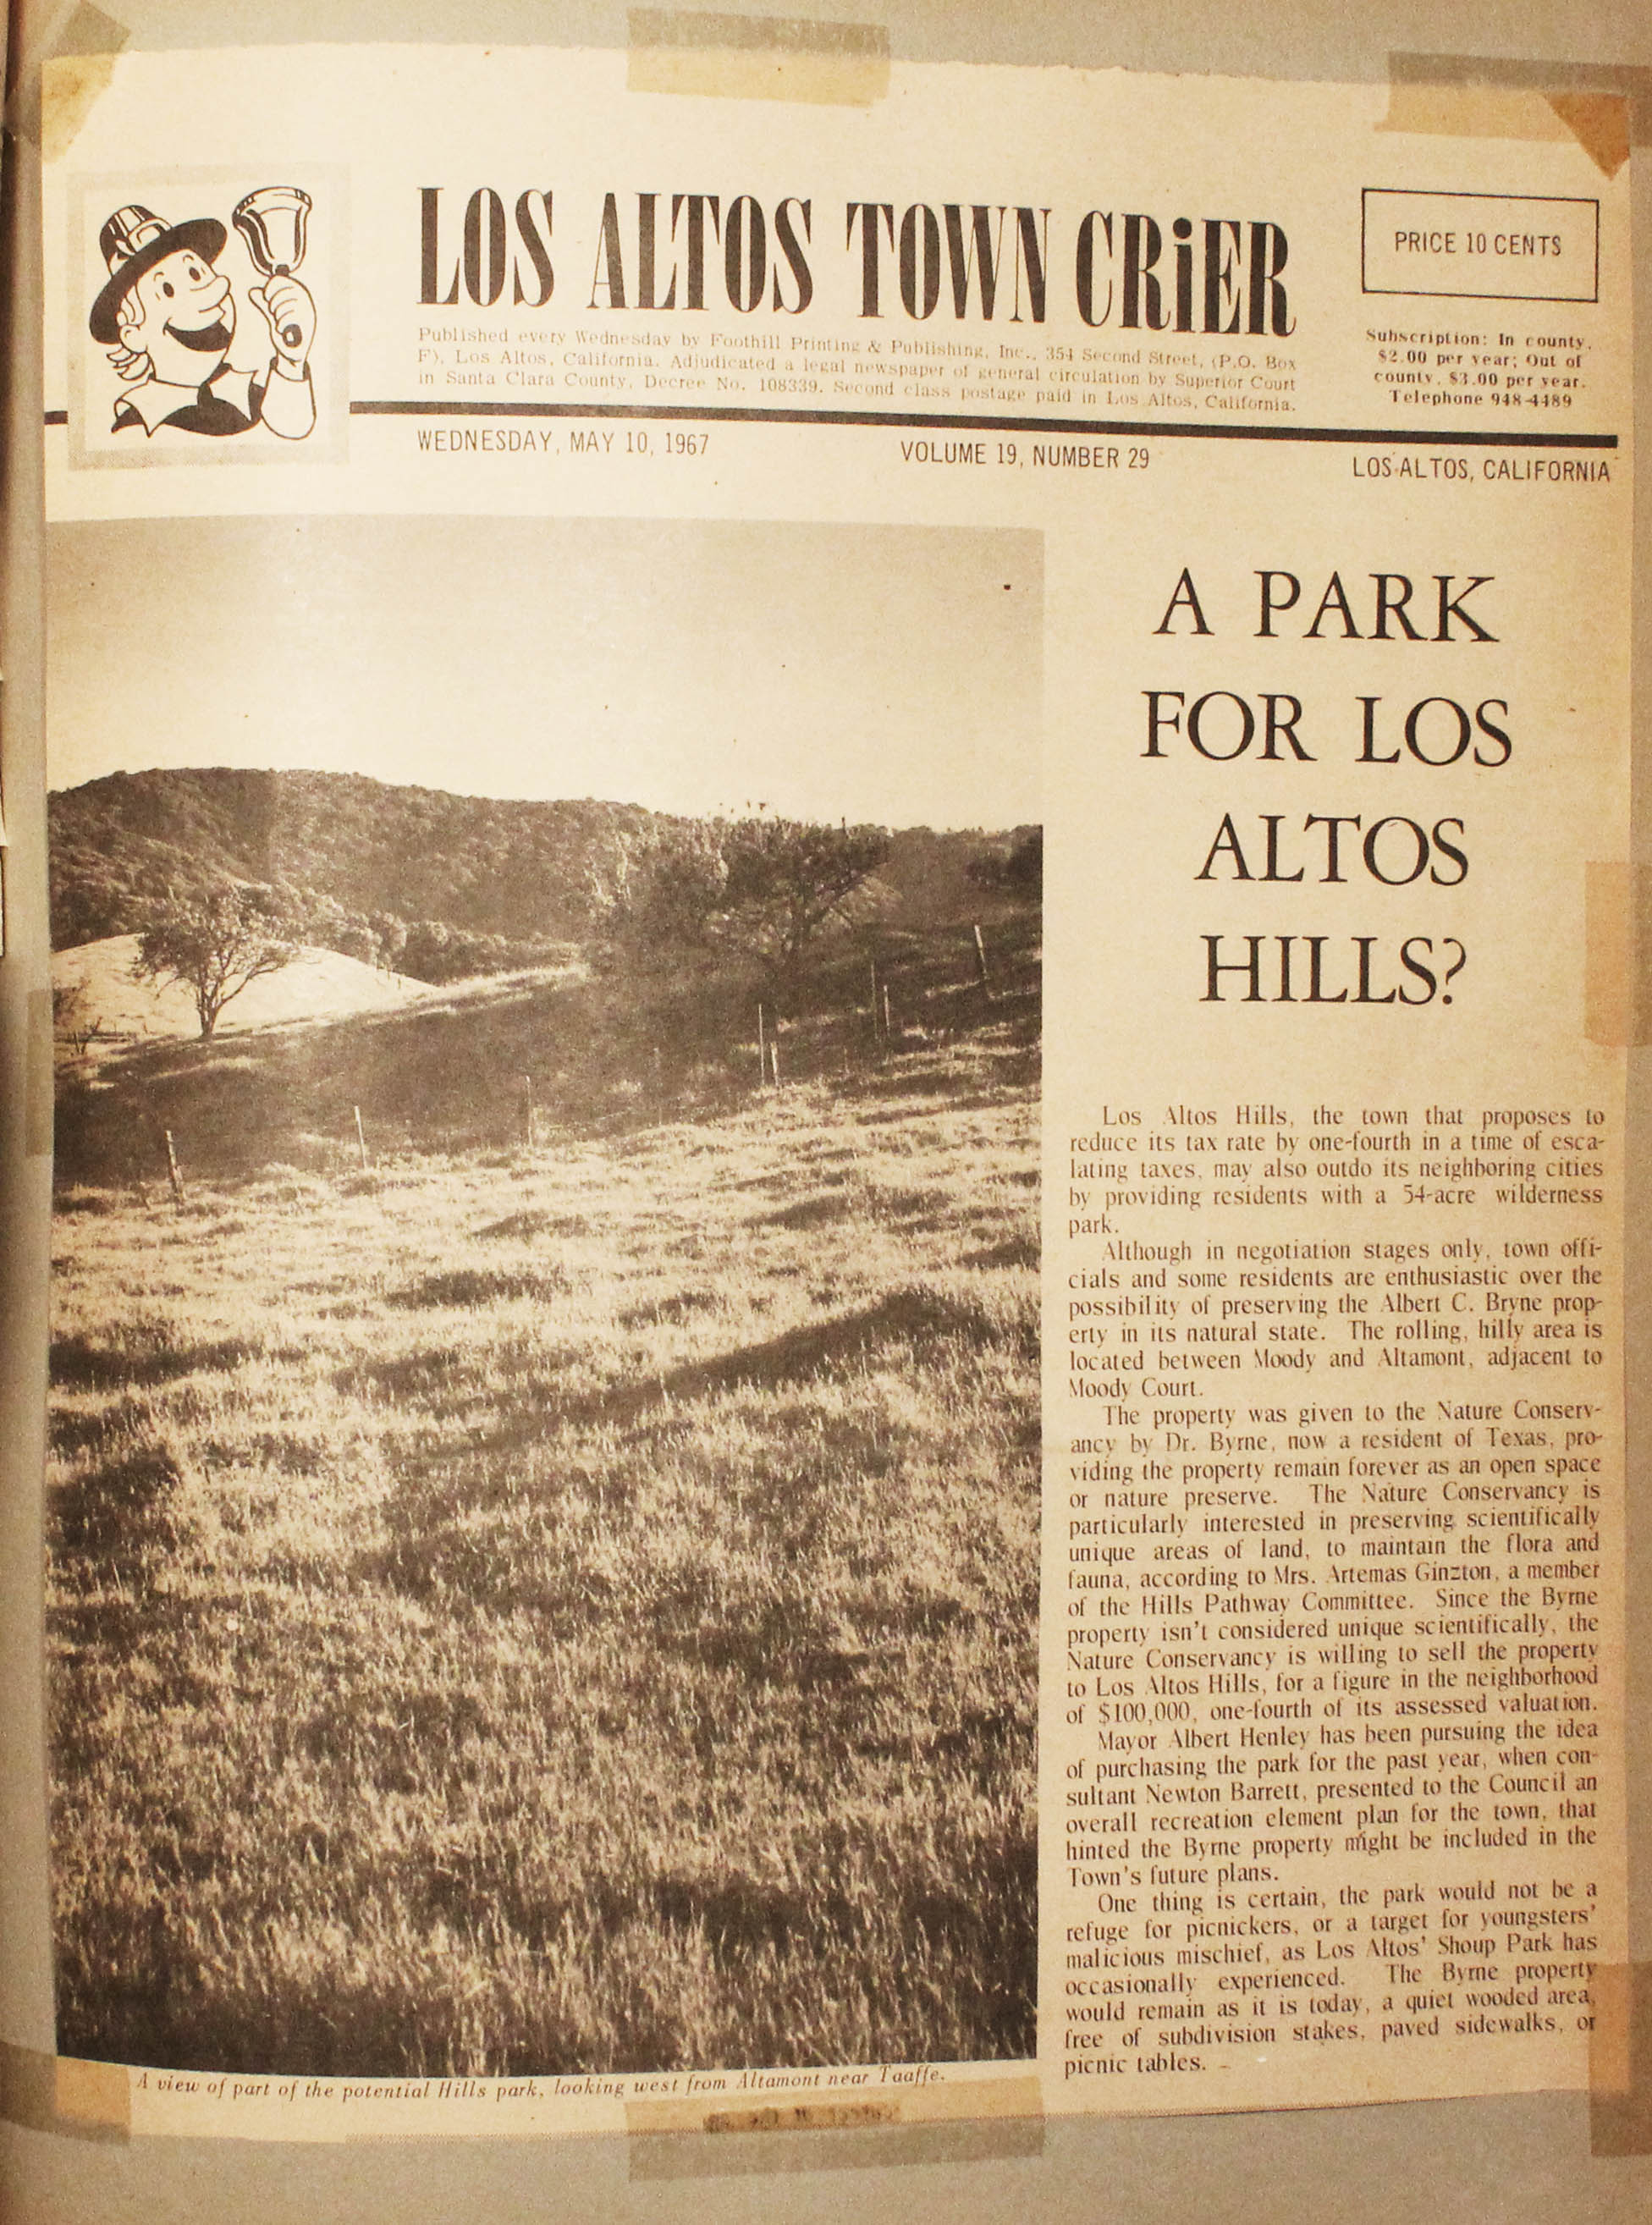 LOS ALTOS TOWN CRiER
PRICE 10 CENTS
Published every Wednesday by Foothill Printing & Publishing, Inc., 354 Second Street, (P.O. Box
F), Los Altos, California. Adjudicated a legal newspaper of general circulation by Superior Court
in Santa Clara County, Decree No. 108339. Second class postage paid in Los Altos, California.
Subscription: In county,
$2.00 per year; Out of
county, $3.00 per year.
Telephone 948-4489
WEDNESDAY, MAY 10, 1967
VOLUME 19, NUMBER 29
LOS ALTOS, CALIFORNIA
A PARK
FOR LOS
ALTOS
HILLS?
Los Altos Hills, the town that proposes to
reduce its tax rate by one-fourth in a time of esca-
lating taxes, may also outdo its neighboring cities
by providing residents with a 54-acre wilderness
park.
Although in negotiation stages only, town offi-
cials and some residents are enthusiastic over the
possibility of preserving the Albert C. Bryne prop-
erty in its natural state. The rolling, hilly area is
located between Moody and Altamont, adjacent to
Moody Court.
The property was given to the Nature Conserv-
ancy by Dr. Byrne, now a resident of Texas, pro-
viding the property remain forever as an open space
or nature preserve. The Nature Conservancy is
particularly interested in preserving scientifically
unique areas of land, to maintain the flora and
fauna, according to Mrs. Artemas Ginzton, a member
of the Hills Pathway Committee. Since the Byrne
property isn't considered unique scientifically, the
Nature Conservancy is willing to sell the property
to Los Altos Hills, for a figure in the neighborhood
of $100,000, one-fourth of its assessed valuation.
Mayor Albert Henley has been pursuing the idea
of purchasing the park for the past year, when con-
sultant Newton Barrett, presented to the Council an
overall recreation element plan for the town, that
hinted the Byrne property might be included in the
Town's future plans.
One thing is certain, the park would not be a
refuge for picnickers, or a target for youngsters'
malicious mischief, as Los Altos' Shoup Park has
occasionally experienced. The Byrne property
would remain as it is today, a quiet wooded area,
free of subdivision stakes, paved sidewalks, or
picnic tables.
A view of part of the potential Hills park, looking west from Altamont near Taaffe.